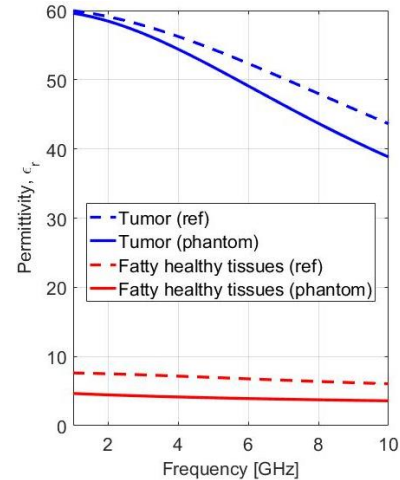 60
50
40
30
20
10
0
Permittivity, ϵr
Tumor (ref)
Tumor (phantom)
Fatty healthy tissues (ref)
Fatty healthy tissues (phantom)
2 4 6 8 10
Frequency [GHz]